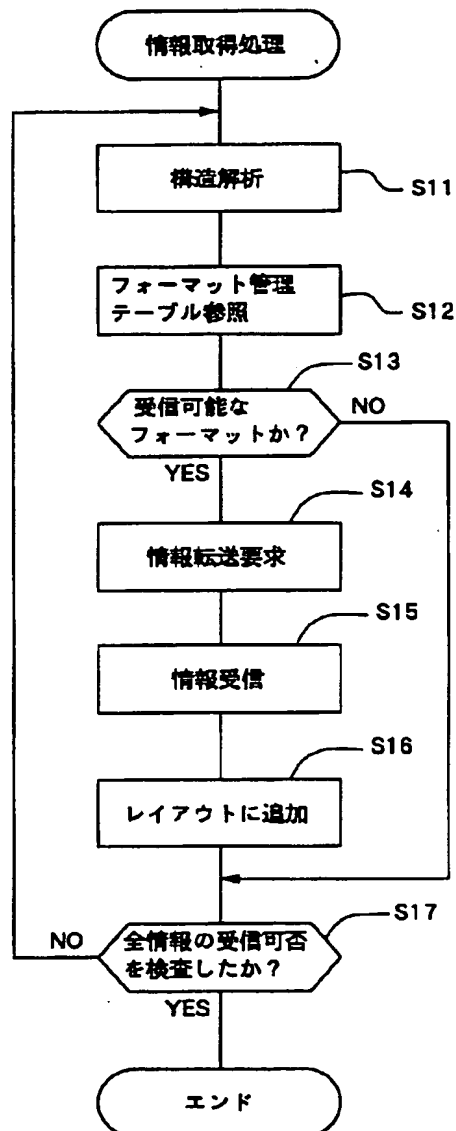 情報取得処理
構造解析
S11
フォーマット管理
テーブル参照
S12
S13
受信可能な
フォーマットか？
NO
YES
S14
情報転送要求
S15
情報受信
S16
レイアウトに追加
S17
NO
全情報の受信可否
を検査したか？
YES
エンド